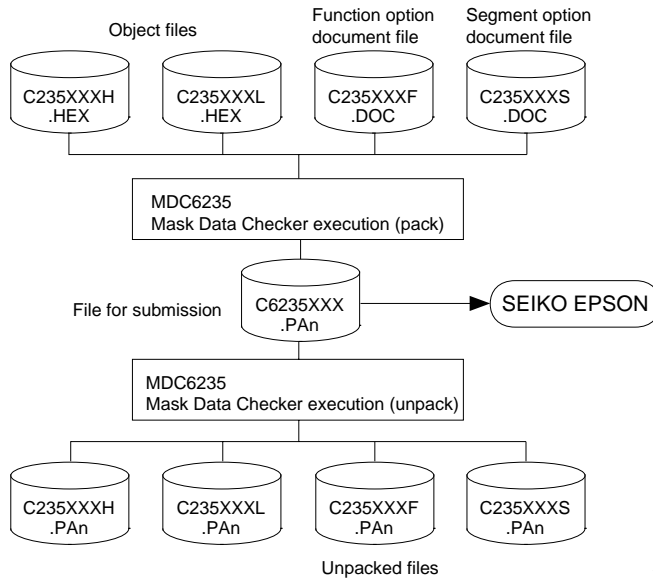 Object files
Function option
document file
Segment option
document file
C235XXXH
.HEX
C235XXXL
.HEX
C235XXXF
.DOC
C235XXXS
.DOC
MDC6235
Mask Data Checker execution (pack)
File for submission
C6235XXX
.PAn
SEIKO EPSON
MDC6235
Mask Data Checker execution (unpack)
C235XXXH
.PAn
C235XXXL
.PAn
C235XXXF
.PAn
C235XXXS
.PAn
Unpacked files